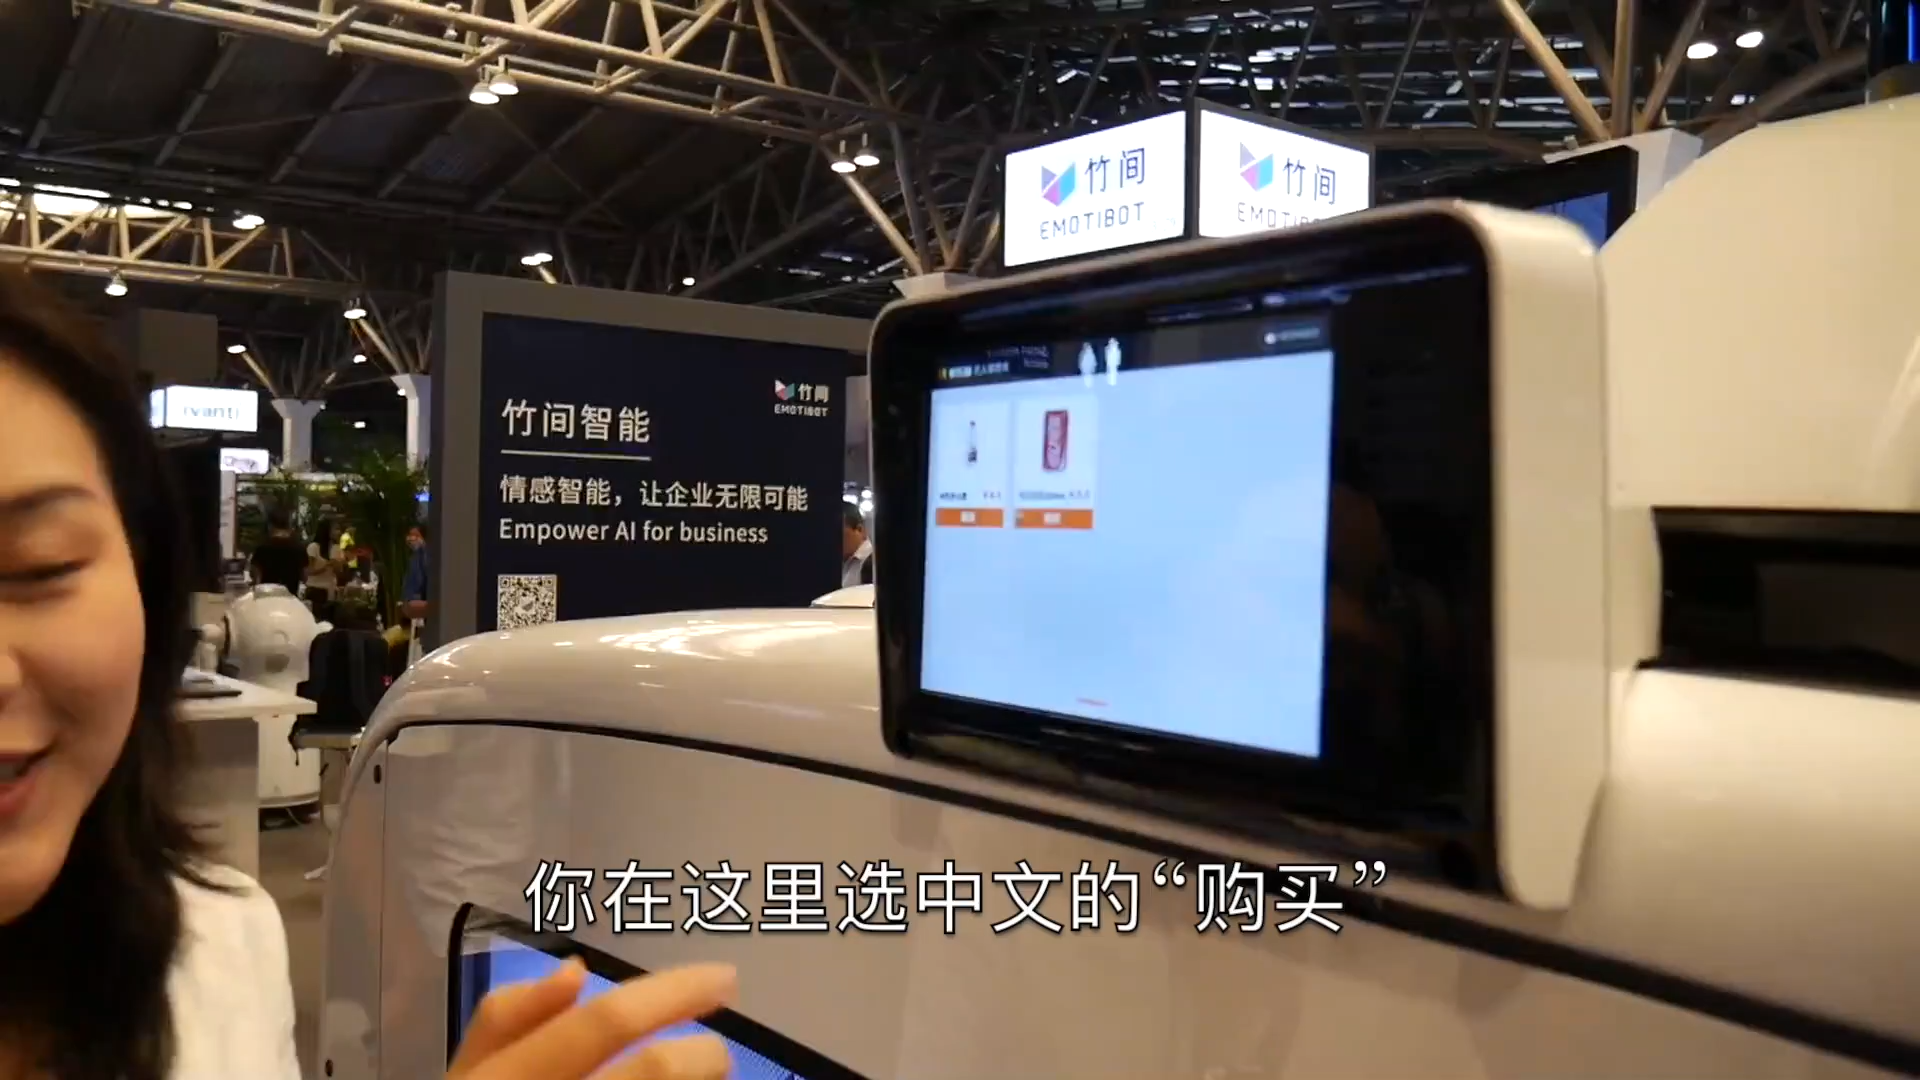 竹间
EMOTIBOT
竹间
ivanti
竹间
EMOTIBOT
竹间智能
情感智能，让企业无限可能
Empower AI for business
你在这里选中文的“购买”